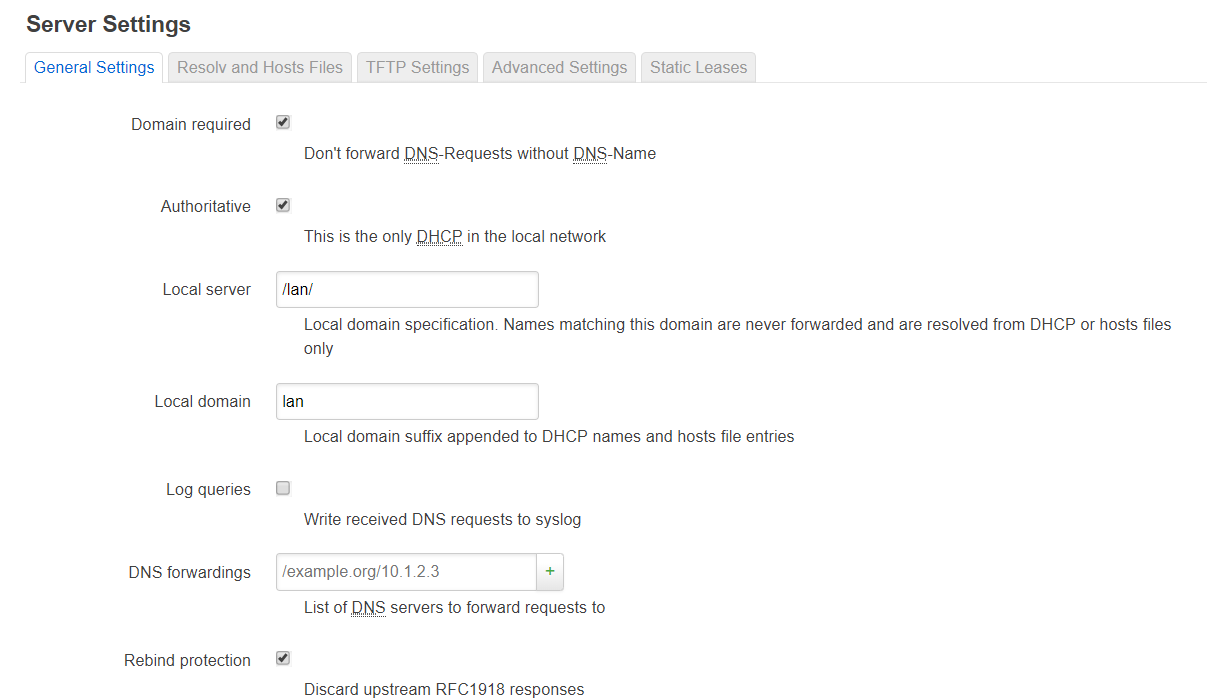 Server Settings
General Settings
Resolv and Hosts Files
TFTP Settings
Advanced Settings
Static Leases
Domain required
Don't forward DNS-Requests without DNS-Name
Authoritative
This is the only DHCP in the local network
Local server
/lan/
Local domain specification. Names matching this domain are never forwarded and are resolved from DHCP or hosts files
only
Local domain
lan
Local domain suffix appended to DHCP names and hosts file entries
Log queries
Write received DNS requests to syslog
DNS forwardings
/example.org/10.1.2.3
+
List of DNS servers to forward requests to
Rebind protection
Discard upstream RFC1918 responses